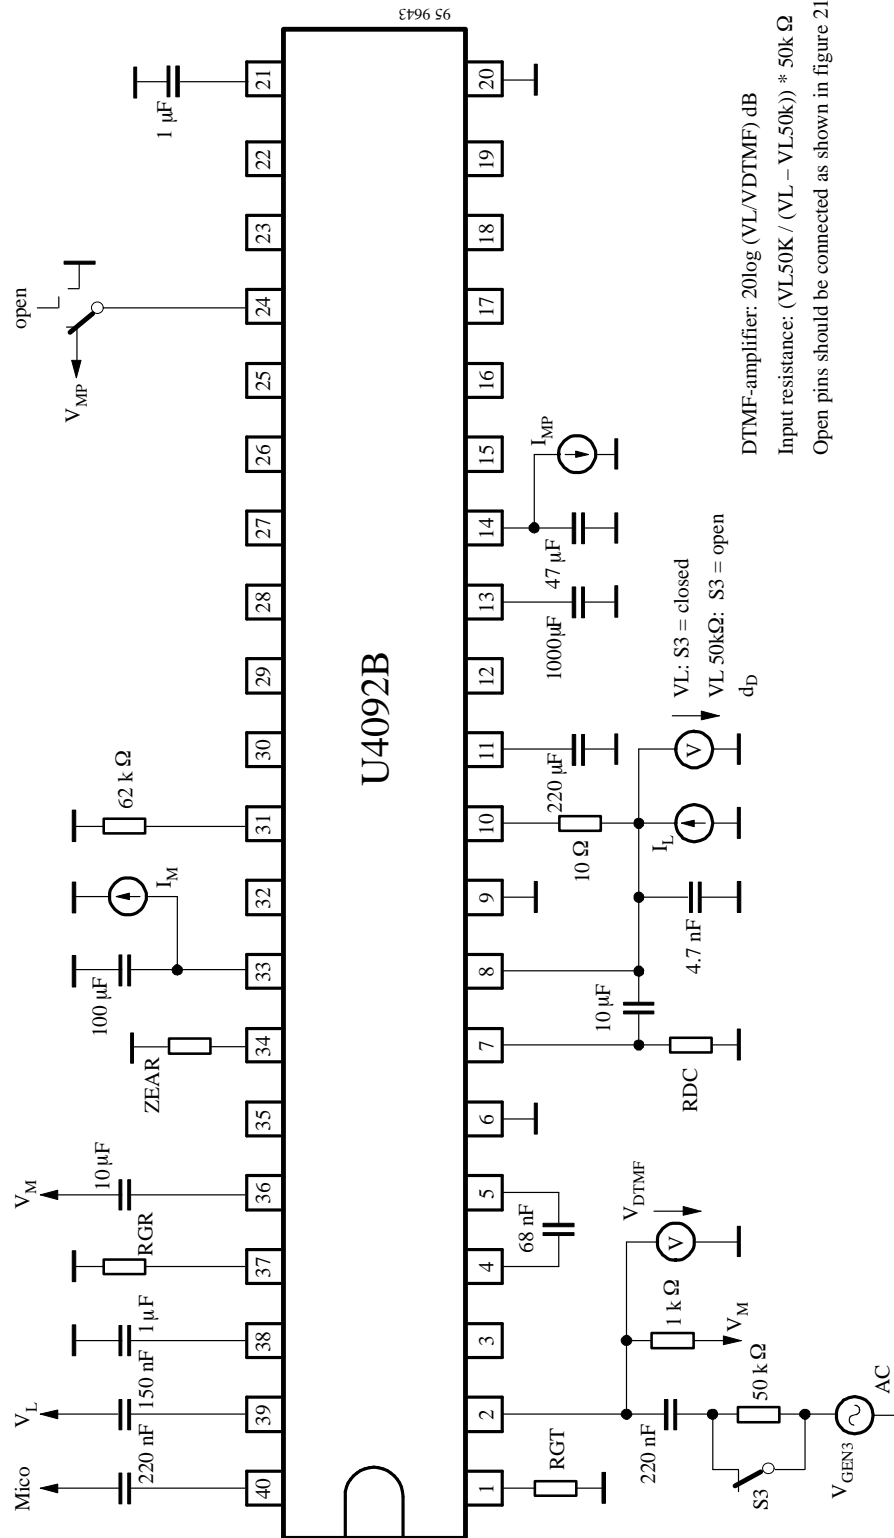 95 9643
21
1 µF
20
22
19
23
18
open
V_MP
24
17
25
16
26
15
I_MP
27
14
47 µF
28
13
1000µF
29
12
30
11
220 µF
62 k Ω
31
10
10 Ω
I_L
V
VL: S3 = closed
VL 50kΩ: S3 = open
d_D
I_M
32
9
4.7 nF
100 µF
33
8
10 µF
ZEAR
34
7
RDC
35
6
V_M
10 µF
36
5
68 nF
RGR
37
4
V_DTMF
V
1 µF
38
3
1 k Ω
V_M
V_L
150 nF
39
2
220 nF
50 k Ω
S3
V_GEN3
AC
Mico
220 nF
40
1
RGT
U4092B
DTMF-amplifier: 20log (VL/VDTMF) dB
Input resistance: (VL50K / (VL – VL50k)) * 50k Ω
Open pins should be connected as shown in figure 21